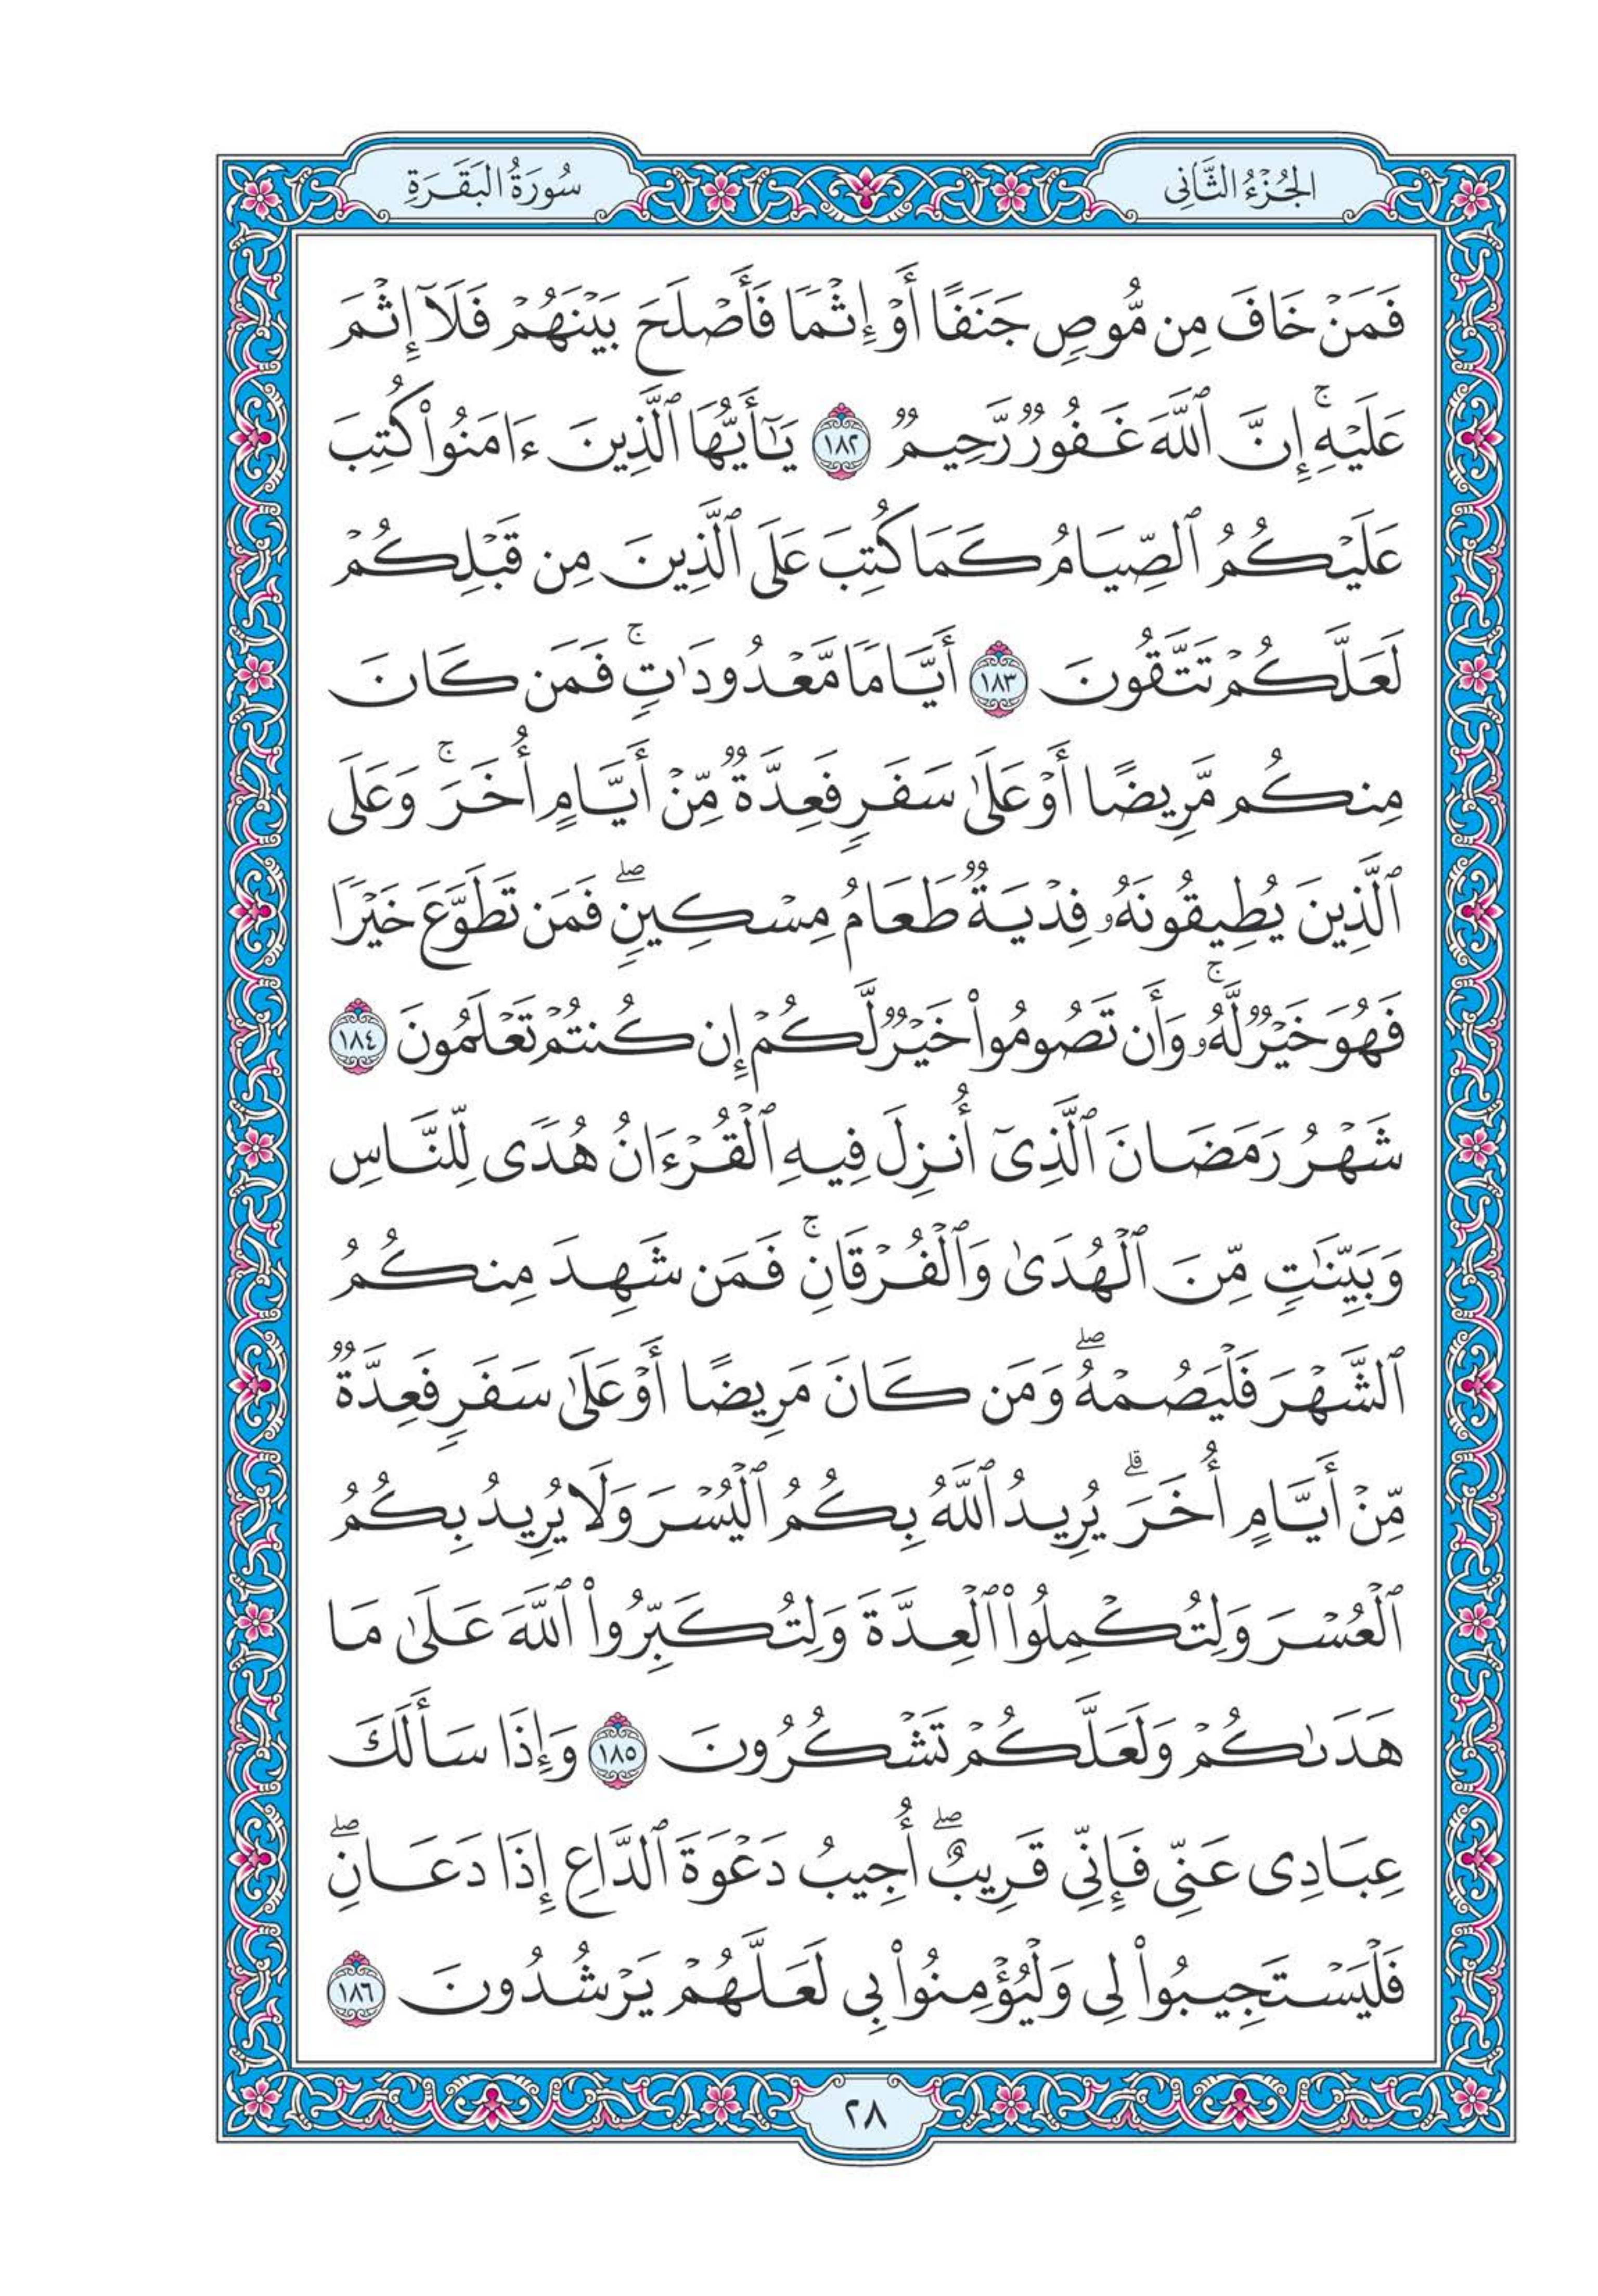 الجُزْءُ الثَّانِى
سُورَةُ البَقَرَةِ
فَمَنْ خَافَ مِن مُّوصٍ جَنَفًا أَوْ إِثْمًا فَأَصْلَحَ بَيْنَهُمْ فَلَآ إِثْمَ
عَلَيْهِۚ إِنَّ ٱللَّهَ غَفُورٌ رَّحِيمٌ ١٨٢ يَٰٓأَيُّهَا ٱلَّذِينَ ءَامَنُوا۟ كُتِبَ
عَلَيْكُمُ ٱلصِّيَامُ كَمَا كُتِبَ عَلَى ٱلَّذِينَ مِن قَبْلِكُمْ
لَعَلَّكُمْ تَتَّقُونَ ١٨٣ أَيَّامًا مَّعْدُودَٰتٍۚ فَمَن كَانَ
مِنكُم مَّرِيضًا أَوْ عَلَىٰ سَفَرٍ فَعِدَّةٌ مِّنْ أَيَّامٍ أُخَرَۚ وَعَلَى
ٱلَّذِينَ يُطِيقُونَهُۥ فِدْيَةٌ طَعَامُ مِسْكِينٍۖ فَمَن تَطَوَّعَ خَيْرًا
فَهُوَ خَيْرٌ لَّهُۥۚ وَأَن تَصُومُوا۟ خَيْرٌ لَّكُمْ إِن كُنتُمْ تَعْلَمُونَ ١٨٤
شَهْرُ رَمَضَانَ ٱلَّذِىٓ أُنزِلَ فِيهِ ٱلْقُرْءَانُ هُدًى لِّلنَّاسِ
وَبَيِّنَٰتٍ مِّنَ ٱلْهُدَىٰ وَٱلْفُرْقَانِۚ فَمَن شَهِدَ مِنكُمُ
ٱلشَّهْرَ فَلْيَصُمْهُۖ وَمَن كَانَ مَرِيضًا أَوْ عَلَىٰ سَفَرٍ فَعِدَّةٌ
مِّنْ أَيَّامٍ أُخَرَۗ يُرِيدُ ٱللَّهُ بِكُمُ ٱلْيُسْرَ وَلَا يُرِيدُ بِكُمُ
ٱلْعُسْرَ وَلِتُكْمِلُوا۟ ٱلْعِدَّةَ وَلِتُكَبِّرُوا۟ ٱللَّهَ عَلَىٰ مَا
هَدَىٰكُمْ وَلَعَلَّكُمْ تَشْكُرُونَ ١٨٥ وَإِذَا سَأَلَكَ
عِبَادِى عَنِّى فَإِنِّى قَرِيبٌۖ أُجِيبُ دَعْوَةَ ٱلدَّاعِ إِذَا دَعَانِۖ
فَلْيَسْتَجِيبُوا۟ لِى وَلْيُؤْمِنُوا۟ بِى لَعَلَّهُمْ يَرْشُدُونَ ١٨٦
٢٨